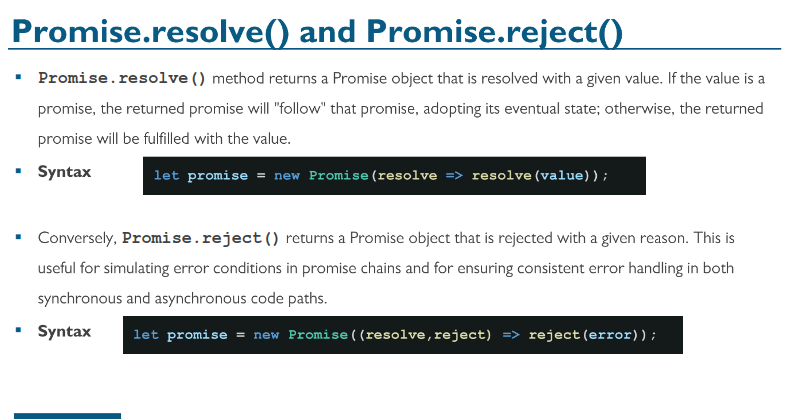 Promise.resolve() and Promise.reject()
▪ Promise.resolve() method returns a Promise object that is resolved with a given value. If the value is a
promise, the returned promise will "follow" that promise, adopting its eventual state; otherwise, the returned
promise will be fulfilled with the value.
▪ Syntax let promise = new Promise(resolve => resolve(value));
▪ Conversely, Promise.reject() returns a Promise object that is rejected with a given reason. This is
useful for simulating error conditions in promise chains and for ensuring consistent error handling in both
synchronous and asynchronous code paths.
▪ Syntax let promise = new Promise((resolve,reject) => reject(error));